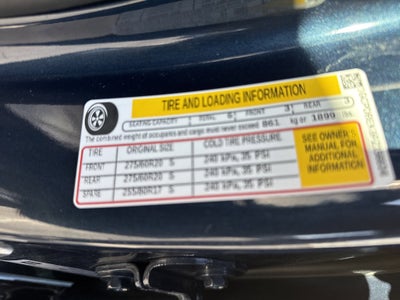 TIRE AND LOADING INFORMATION
SEATING CAPACITY TOTAL 6 FRONT 3 REAR 3
The combined weight of occupants and cargo must never exceed 861 kg or 1899 lbs.
TIRE ORIGINAL SIZE COLD TIRE PRESSURE
FRONT 275/60R20 S 240 kPa, 35 PSI
REAR 275/60R20 S 240 kPa, 35 PSI
SPARE 255/80R17 S 240 kPa, 35 PSI
SEE OWNER'S
MANUAL FOR
ADDITIONAL
INFORMATION